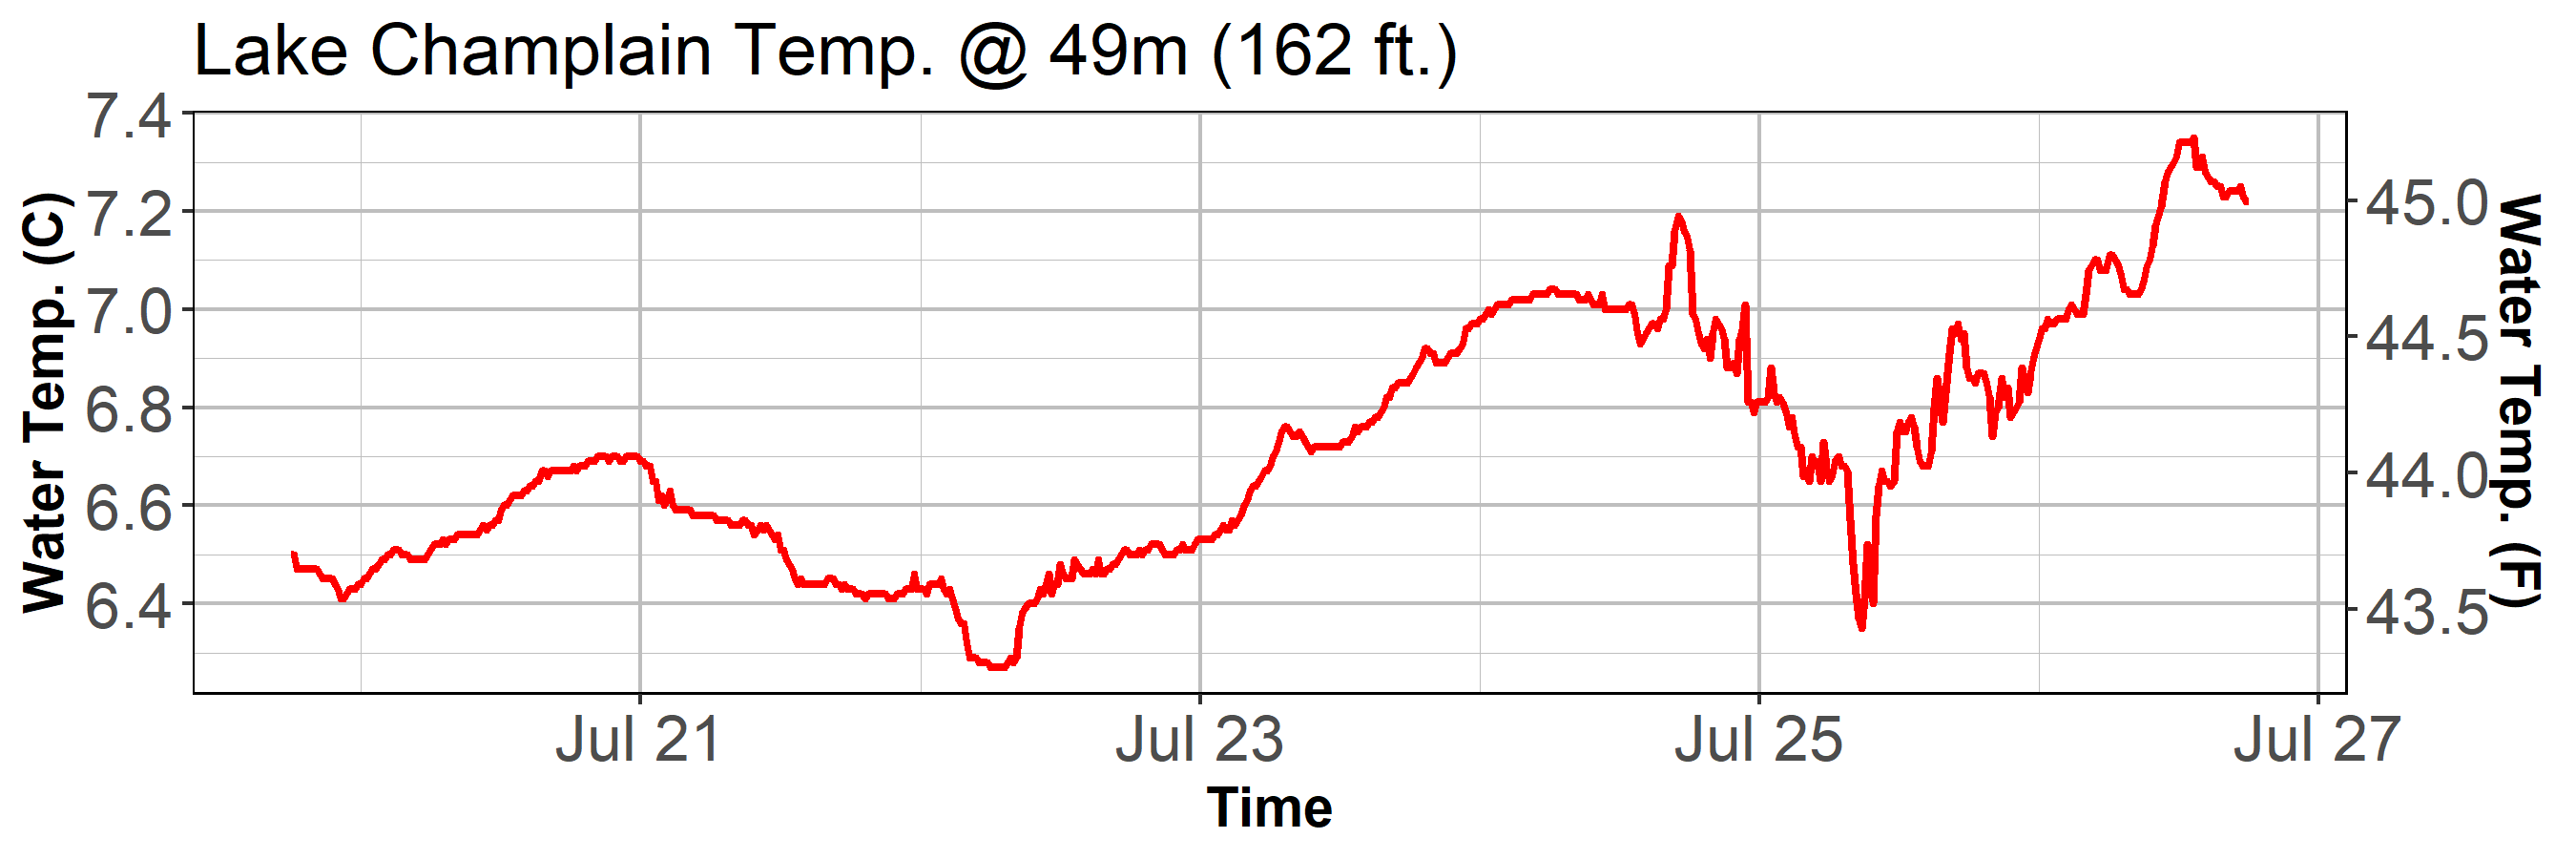 Lake Champlain Temp. @ 49m (162 ft.)
Water Temp. (C)
7.4
7.2
7.0
6.8
6.6
6.4
45.0
44.5
44.0
43.5
Water Temp. (F)
Jul 21 Jul 23 Jul 25 Jul 27
Time